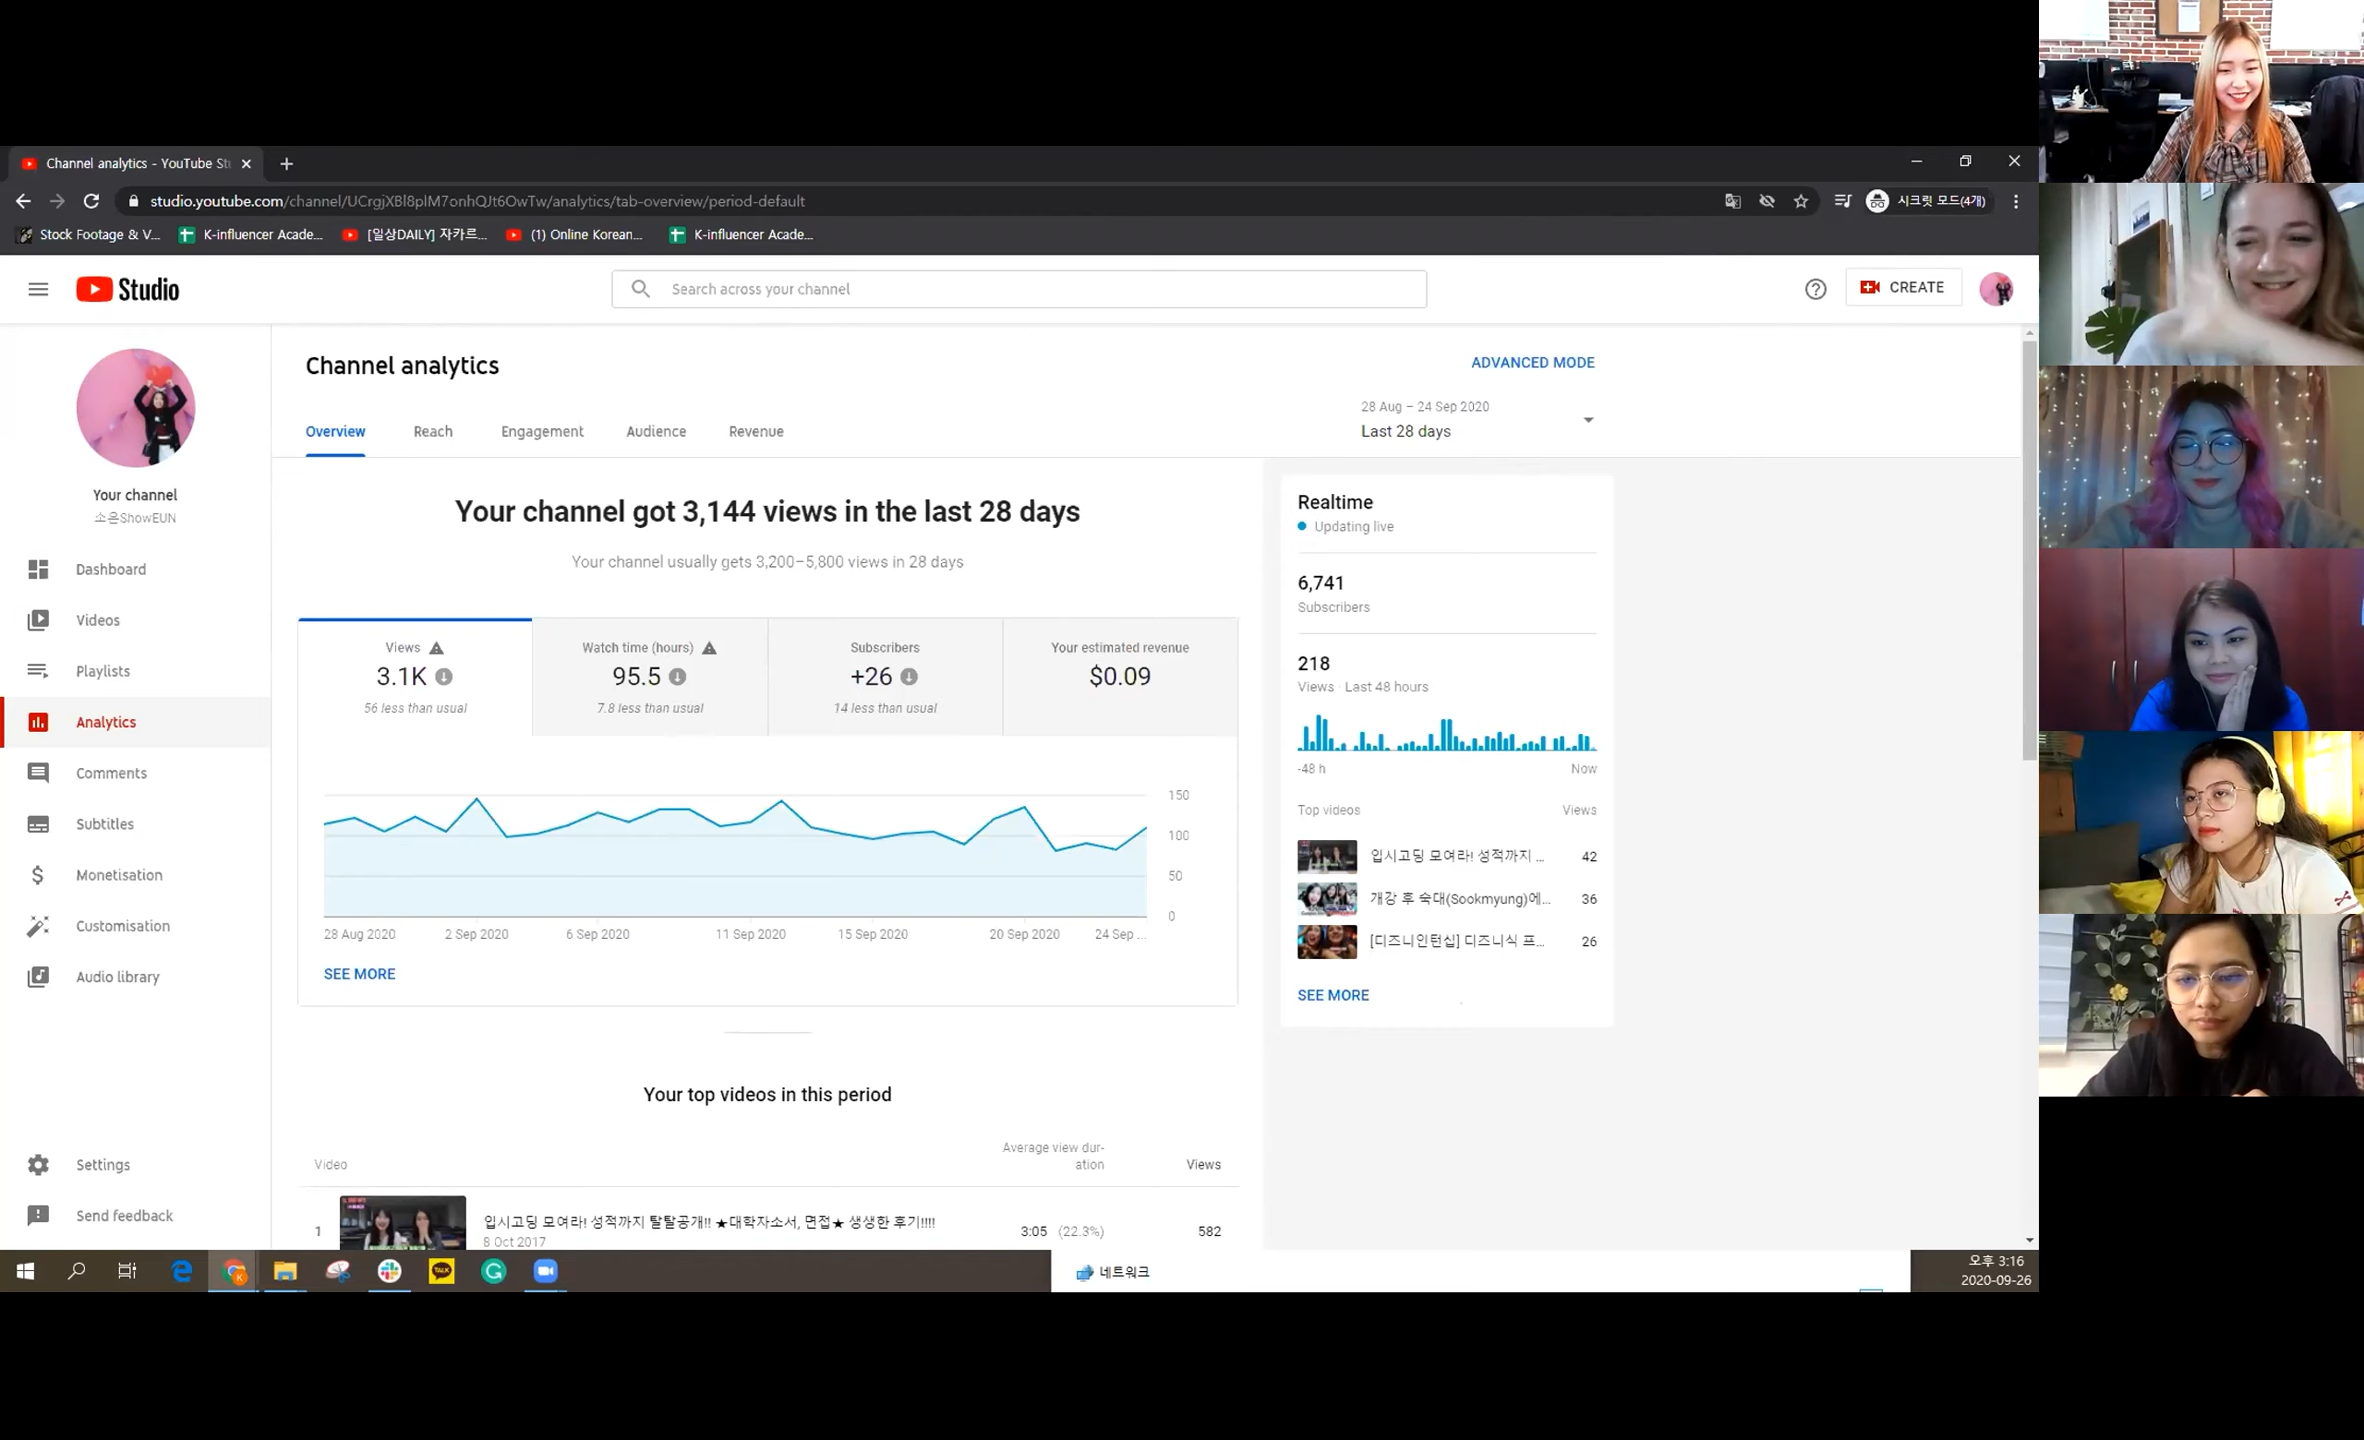 Channel analytics - YouTube St
studio.youtube.com/channel/UCrgjXBl8plM7onhQJt6OwTw/analytics/tab-overview/period-default
시크릿 모드(4개)
Stock Footage & V...
K-influencer Acade...
[일상DAILY] 자카르...
(1) Online Korean...
K-influencer Acade...
Studio
Search across your channel
CREATE
Your channel
소은ShowEUN
Dashboard
Videos
Playlists
Analytics
Comments
Subtitles
Monetisation
Customisation
Audio library
Settings
Send feedback
Channel analytics
ADVANCED MODE
Overview
Reach
Engagement
Audience
Revenue
28 Aug – 24 Sep 2020
Last 28 days
Your channel got 3,144 views in the last 28 days
Your channel usually gets 3,200–5,800 views in 28 days
Views
3.1K
56 less than usual
Watch time (hours)
95.5
7.8 less than usual
Subscribers
+26
14 less than usual
Your estimated revenue
$0.09
150
100
50
0
28 Aug 2020
2 Sep 2020
6 Sep 2020
11 Sep 2020
15 Sep 2020
20 Sep 2020
24 Sep ...
SEE MORE
Your top videos in this period
Video
Average view dur-
ation
Views
1
입시고딩 모여라! 성적까지 탈탈공개!! ★대학자소서, 면접★ 생생한 후기!!!!
8 Oct 2017
3:05 (22.3%)
582
Realtime
Updating live
6,741
Subscribers
218
Views · Last 48 hours
-48 h
Now
Top videos
Views
입시고딩 모여라! 성적까지 ...
42
개강 후 숙대(Sookmyung)에...
36
[디즈니인턴십] 디즈니식 프...
26
SEE MORE
TALK
네트워크
오후 3:16
2020-09-26